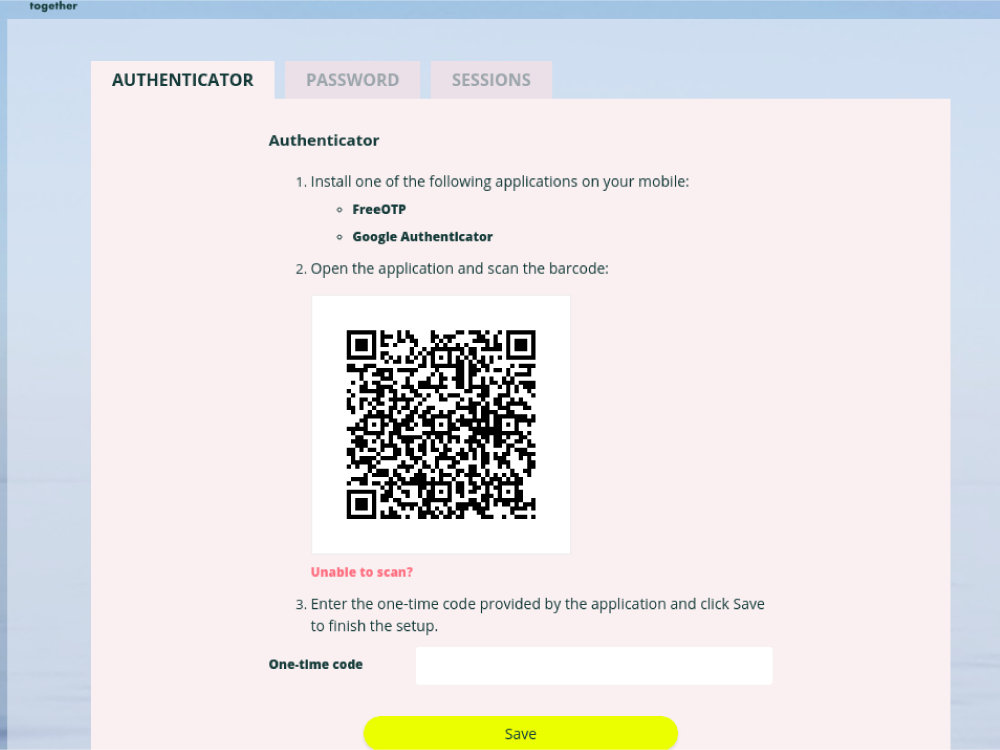 together
AUTHENTICATOR
PASSWORD
SESSIONS
Authenticator
1. Install one of the following applications on your mobile:
FreeOTP
Google Authenticator
2. Open the application and scan the barcode:
Unable to scan?
3. Enter the one-time code provided by the application and click Save
to finish the setup.
One-time code
Save